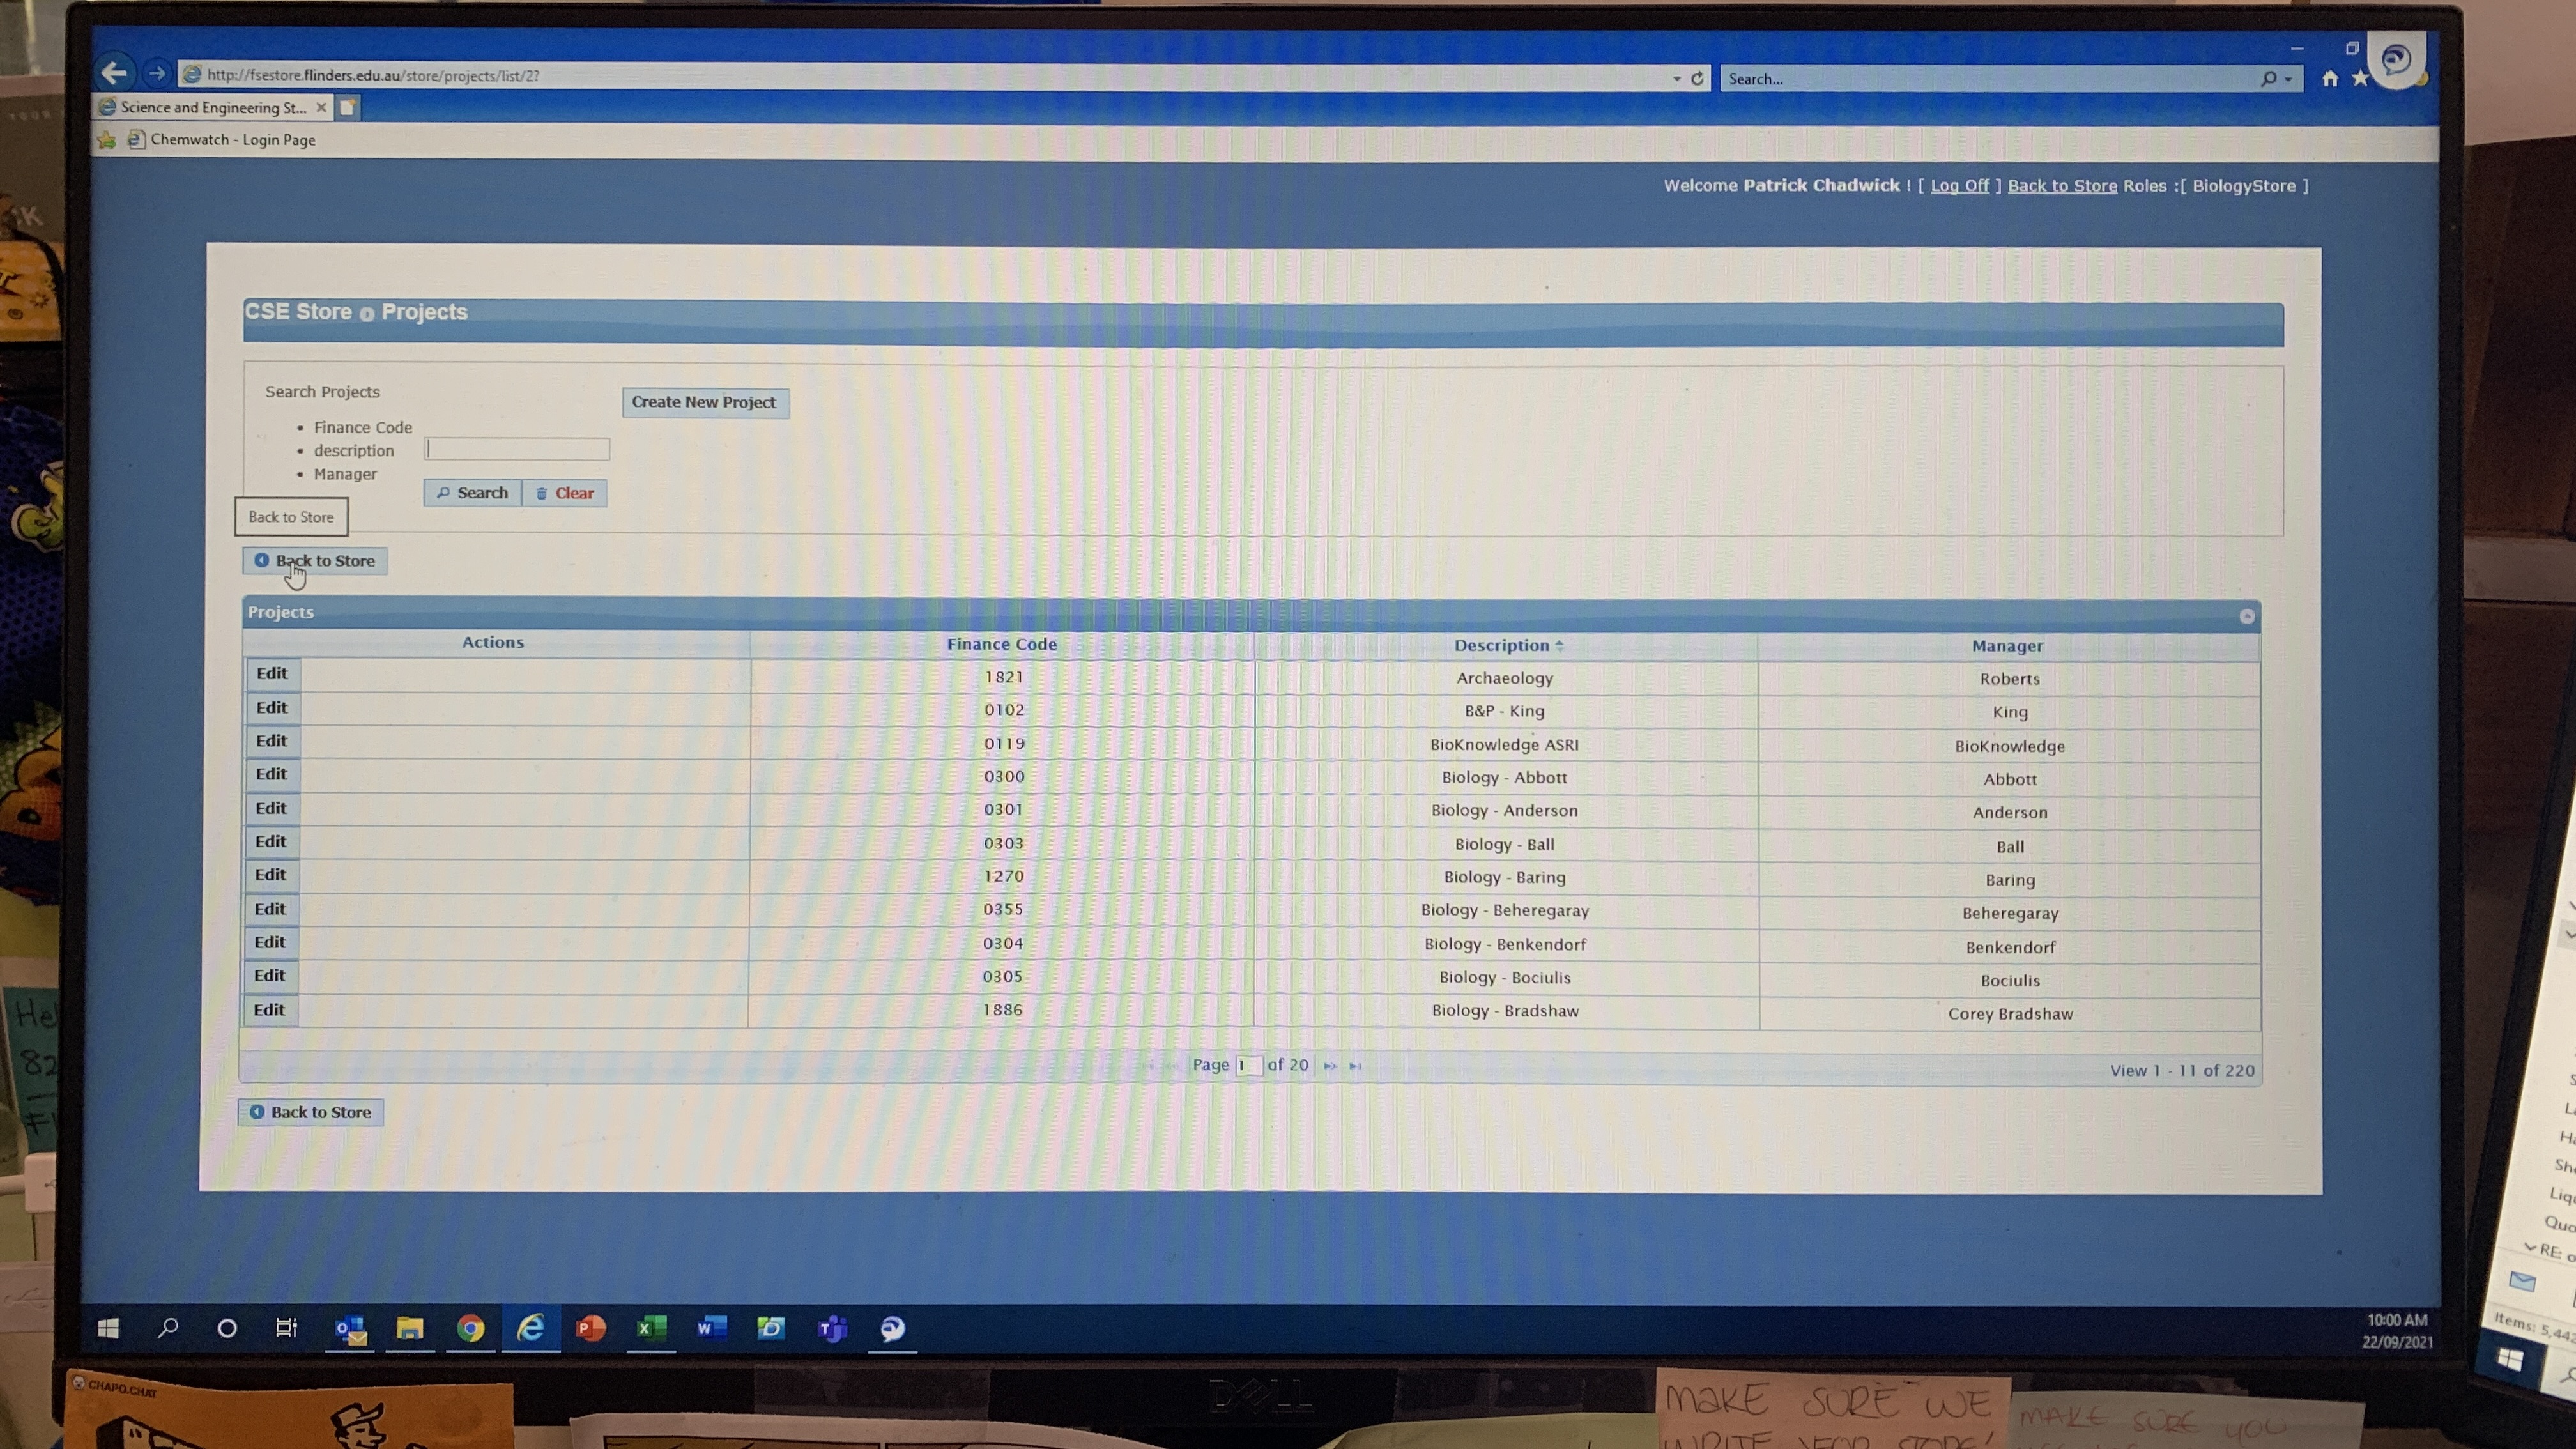 http://fsestore.flinders.edu.au/store/projects/list/2?
Search...
Science and Engineering St...
Chemwatch - Login Page
Welcome Patrick Chadwick ! [ Log Off ] Back to Store Roles :[ BiologyStore ]
CSE Store Projects
Search Projects
Create New Project
• Finance Code
• description
• Manager
Search Clear
Back to Store
Back to Store
Projects
Actions Finance Code Description Manager
Edit 1821 Archaeology Roberts
Edit 0102 B&P - King King
Edit 0119 BioKnowledge ASRI BioKnowledge
Edit 0300 Biology - Abbott Abbott
Edit 0301 Biology - Anderson Anderson
Edit 0303 Biology - Ball Ball
Edit 1270 Biology - Baring Baring
Edit 0355 Biology - Beheregaray Beheregaray
Edit 0304 Biology - Benkendorf Benkendorf
Edit 0305 Biology - Bociulis Bociulis
Edit 1886 Biology - Bradshaw Corey Bradshaw
Page 1 of 20 View 1 - 11 of 220
Back to Store
10:00 AM
22/09/2021
RE:
Items: 5,442
DELL
CHAPO.CHAT
MAKE SURE WE
MAKE SURE YOU